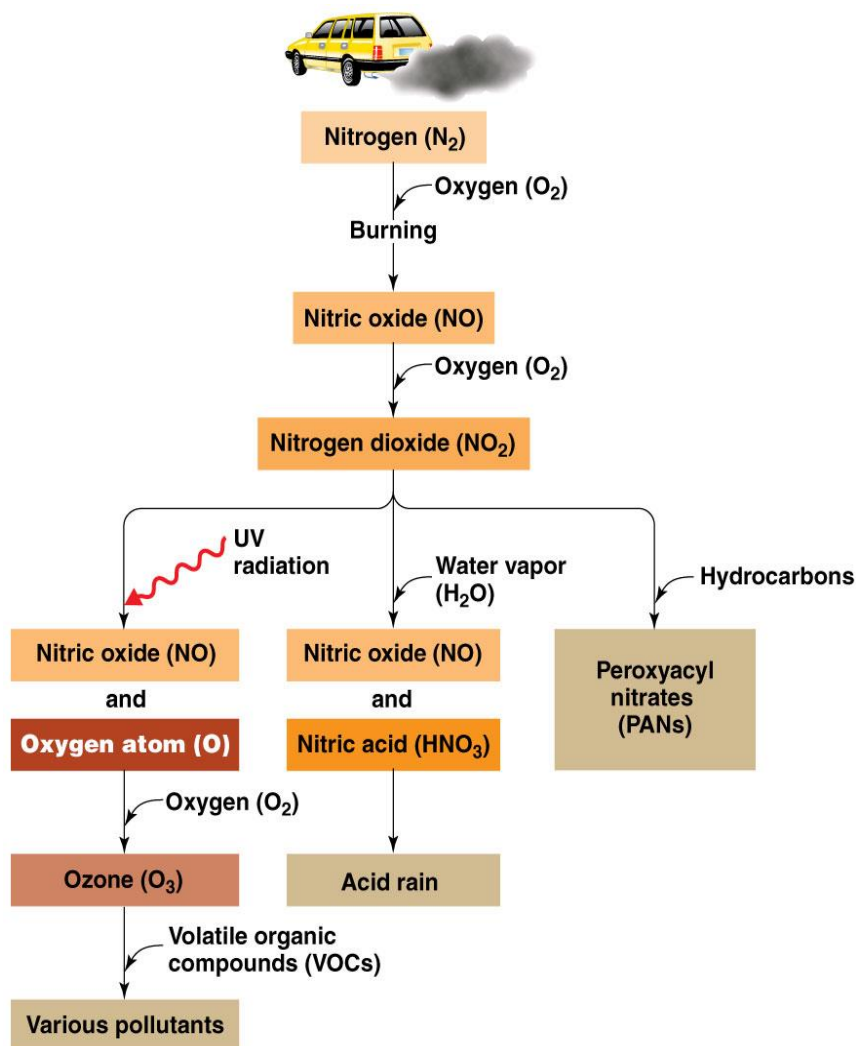 Nitrogen (N₂)
Oxygen (O₂)
Burning
Nitric oxide (NO)
Oxygen (O₂)
Nitrogen dioxide (NO₂)
UV
radiation
Water vapor
(H₂O)
Hydrocarbons
Nitric oxide (NO)
and
Oxygen atom (O)
Nitric oxide (NO)
and
Nitric acid (HNO₃)
Peroxyacyl
nitrates
(PANs)
Oxygen (O₂)
Ozone (O₃)
Acid rain
Volatile organic
compounds (VOCs)
Various pollutants